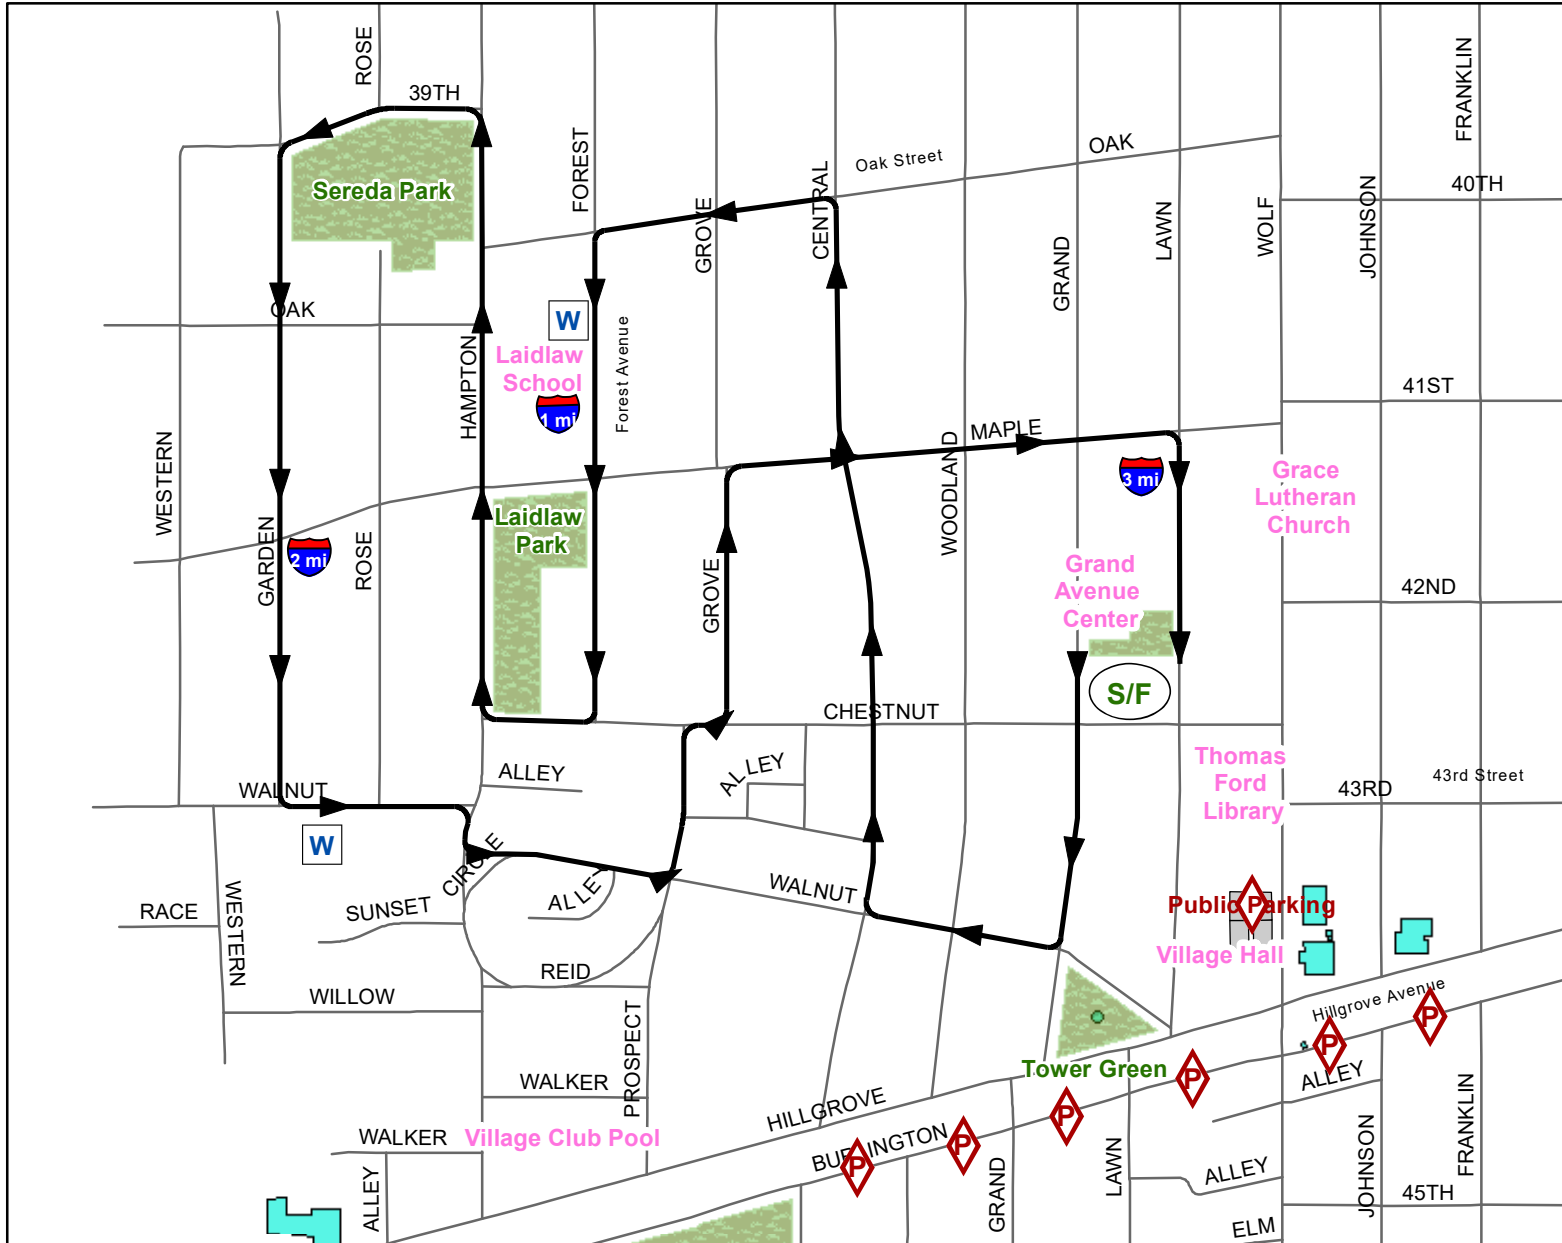 ROSE
39TH
FRANKLIN
FOREST
OAK
Oak Street
CENTRAL
40TH
Sereda Park
GROVE
LAWN
WOLF
JOHNSON
GRAND
OAK
W
Forest Avenue
Laidlaw
School
HAMPTON
41ST
1 mi
MAPLE
WESTERN
WOODLAND
3 mi
Grace
Lutheran
Church
Laidlaw
Park
GARDEN
2 mi
ROSE
GROVE
Grand
Avenue
Center
42ND
S/F
CHESTNUT
ALLEY
ALLEY
Thomas
Ford
Library
43rd Street
43RD
WALNUT
W
CIRCLE
WALNUT
ALLEY
RACE
SUNSET
WESTERN
Public Parking
Village Hall
REID
WILLOW
Hillgrove Avenue
P
P
PROSPECT
Tower Green
P
ALLEY
WALKER
HILLGROVE
P
FRANKLIN
WALKER
Village Club Pool
BURLINGTON
P
P
ALLEY
GRAND
LAWN
ALLEY
JOHNSON
45TH
ELM